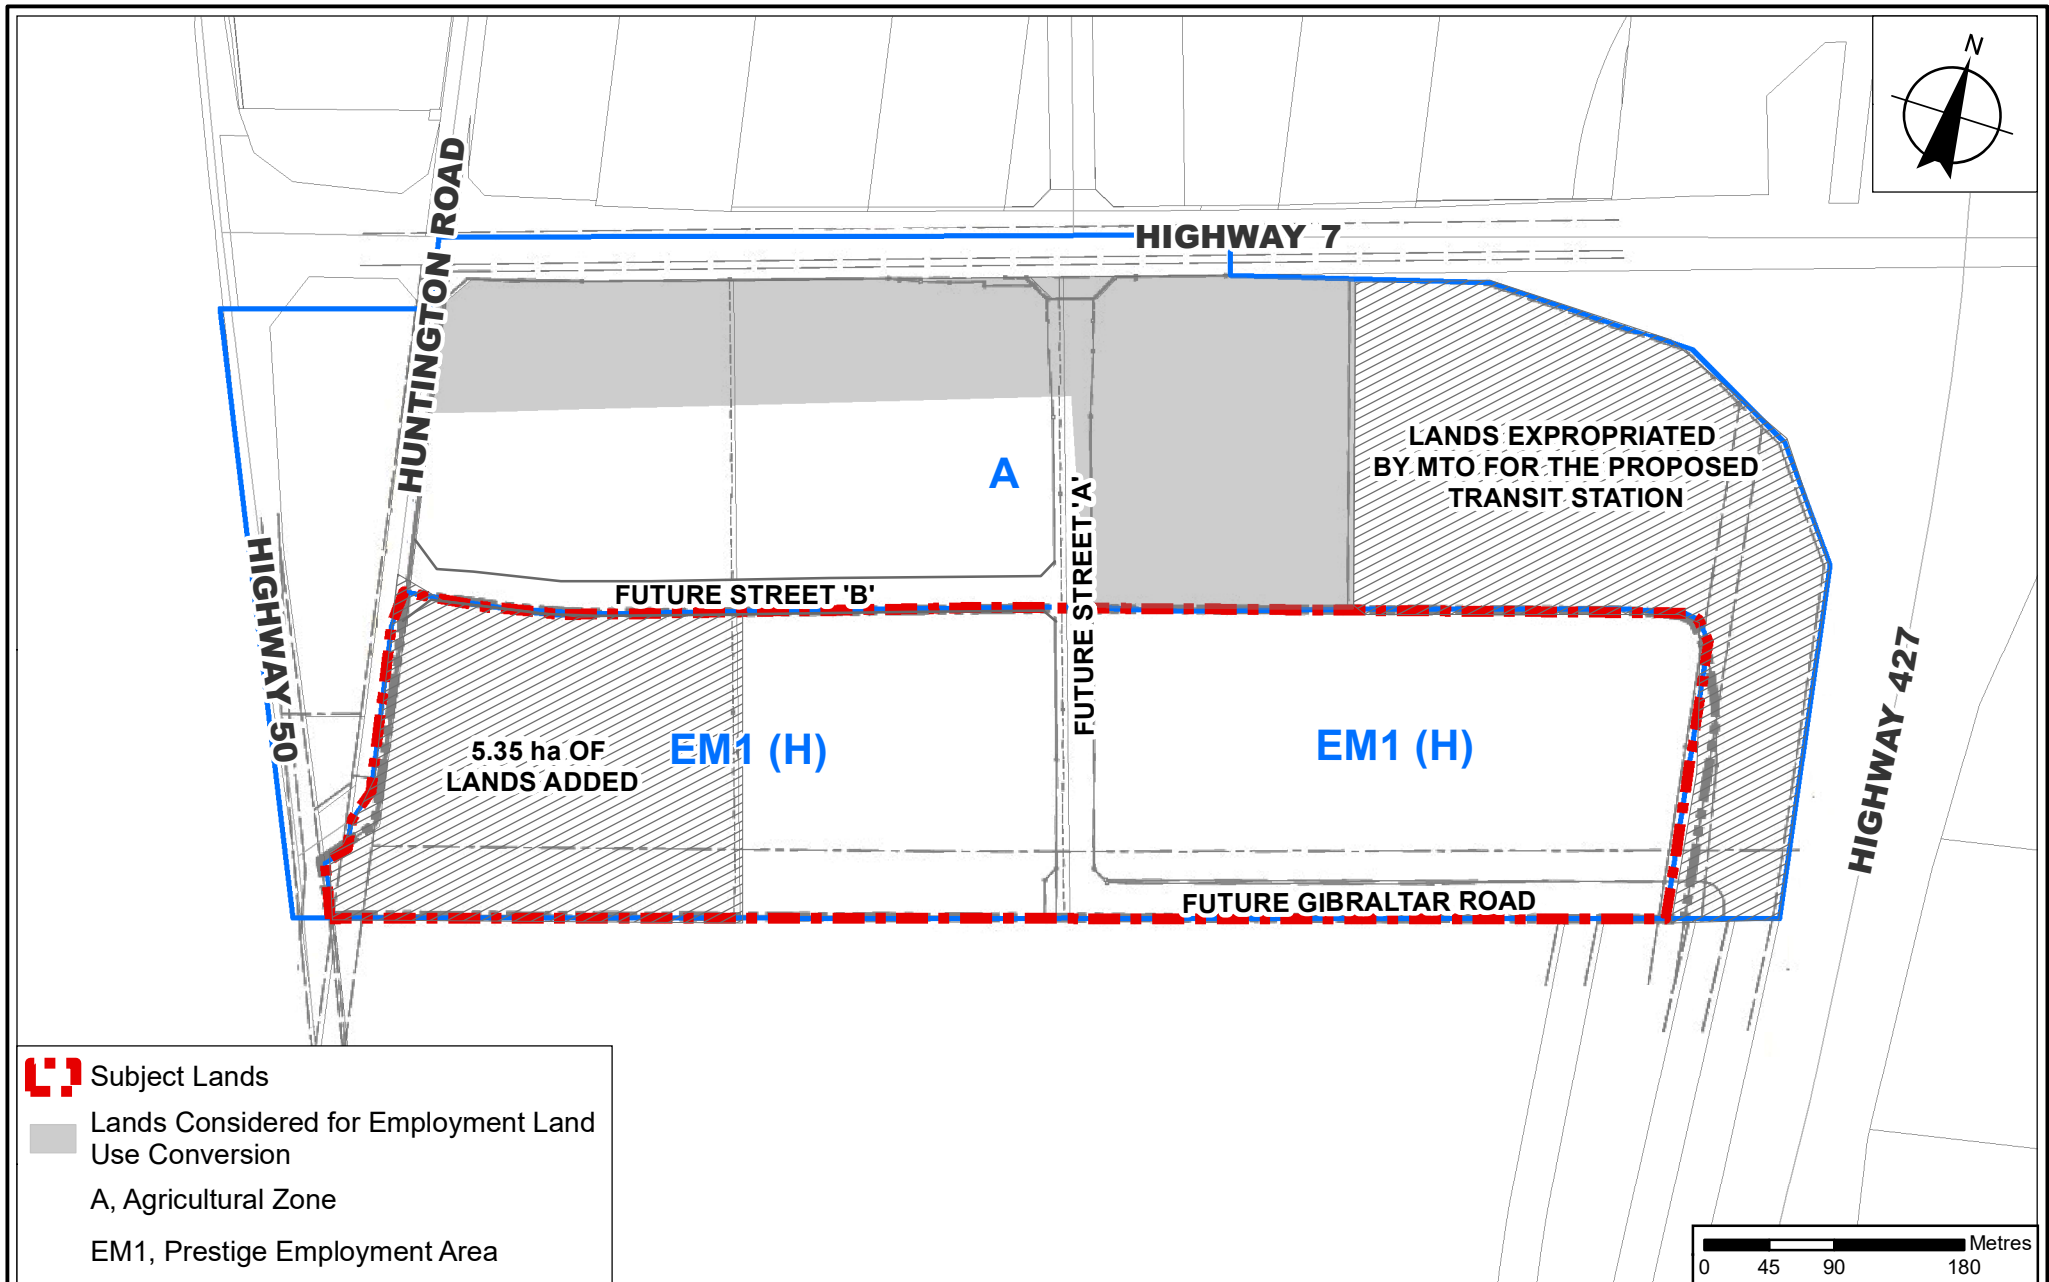 N
HUNTINGTON ROAD
HIGHWAY 7
LANDS EXPROPRIATED
BY MTO FOR THE PROPOSED
TRANSIT STATION
A
FUTURE STREET 'A'
FUTURE STREET 'B'
HIGHWAY 50
5.35 ha OF
LANDS ADDED
EM1 (H)
EM1 (H)
HIGHWAY 427
FUTURE GIBRALTAR ROAD
Subject Lands
Lands Considered for Employment Land
Use Conversion
A, Agricultural Zone
EM1, Prestige Employment Area
Metres
0 45 90 180